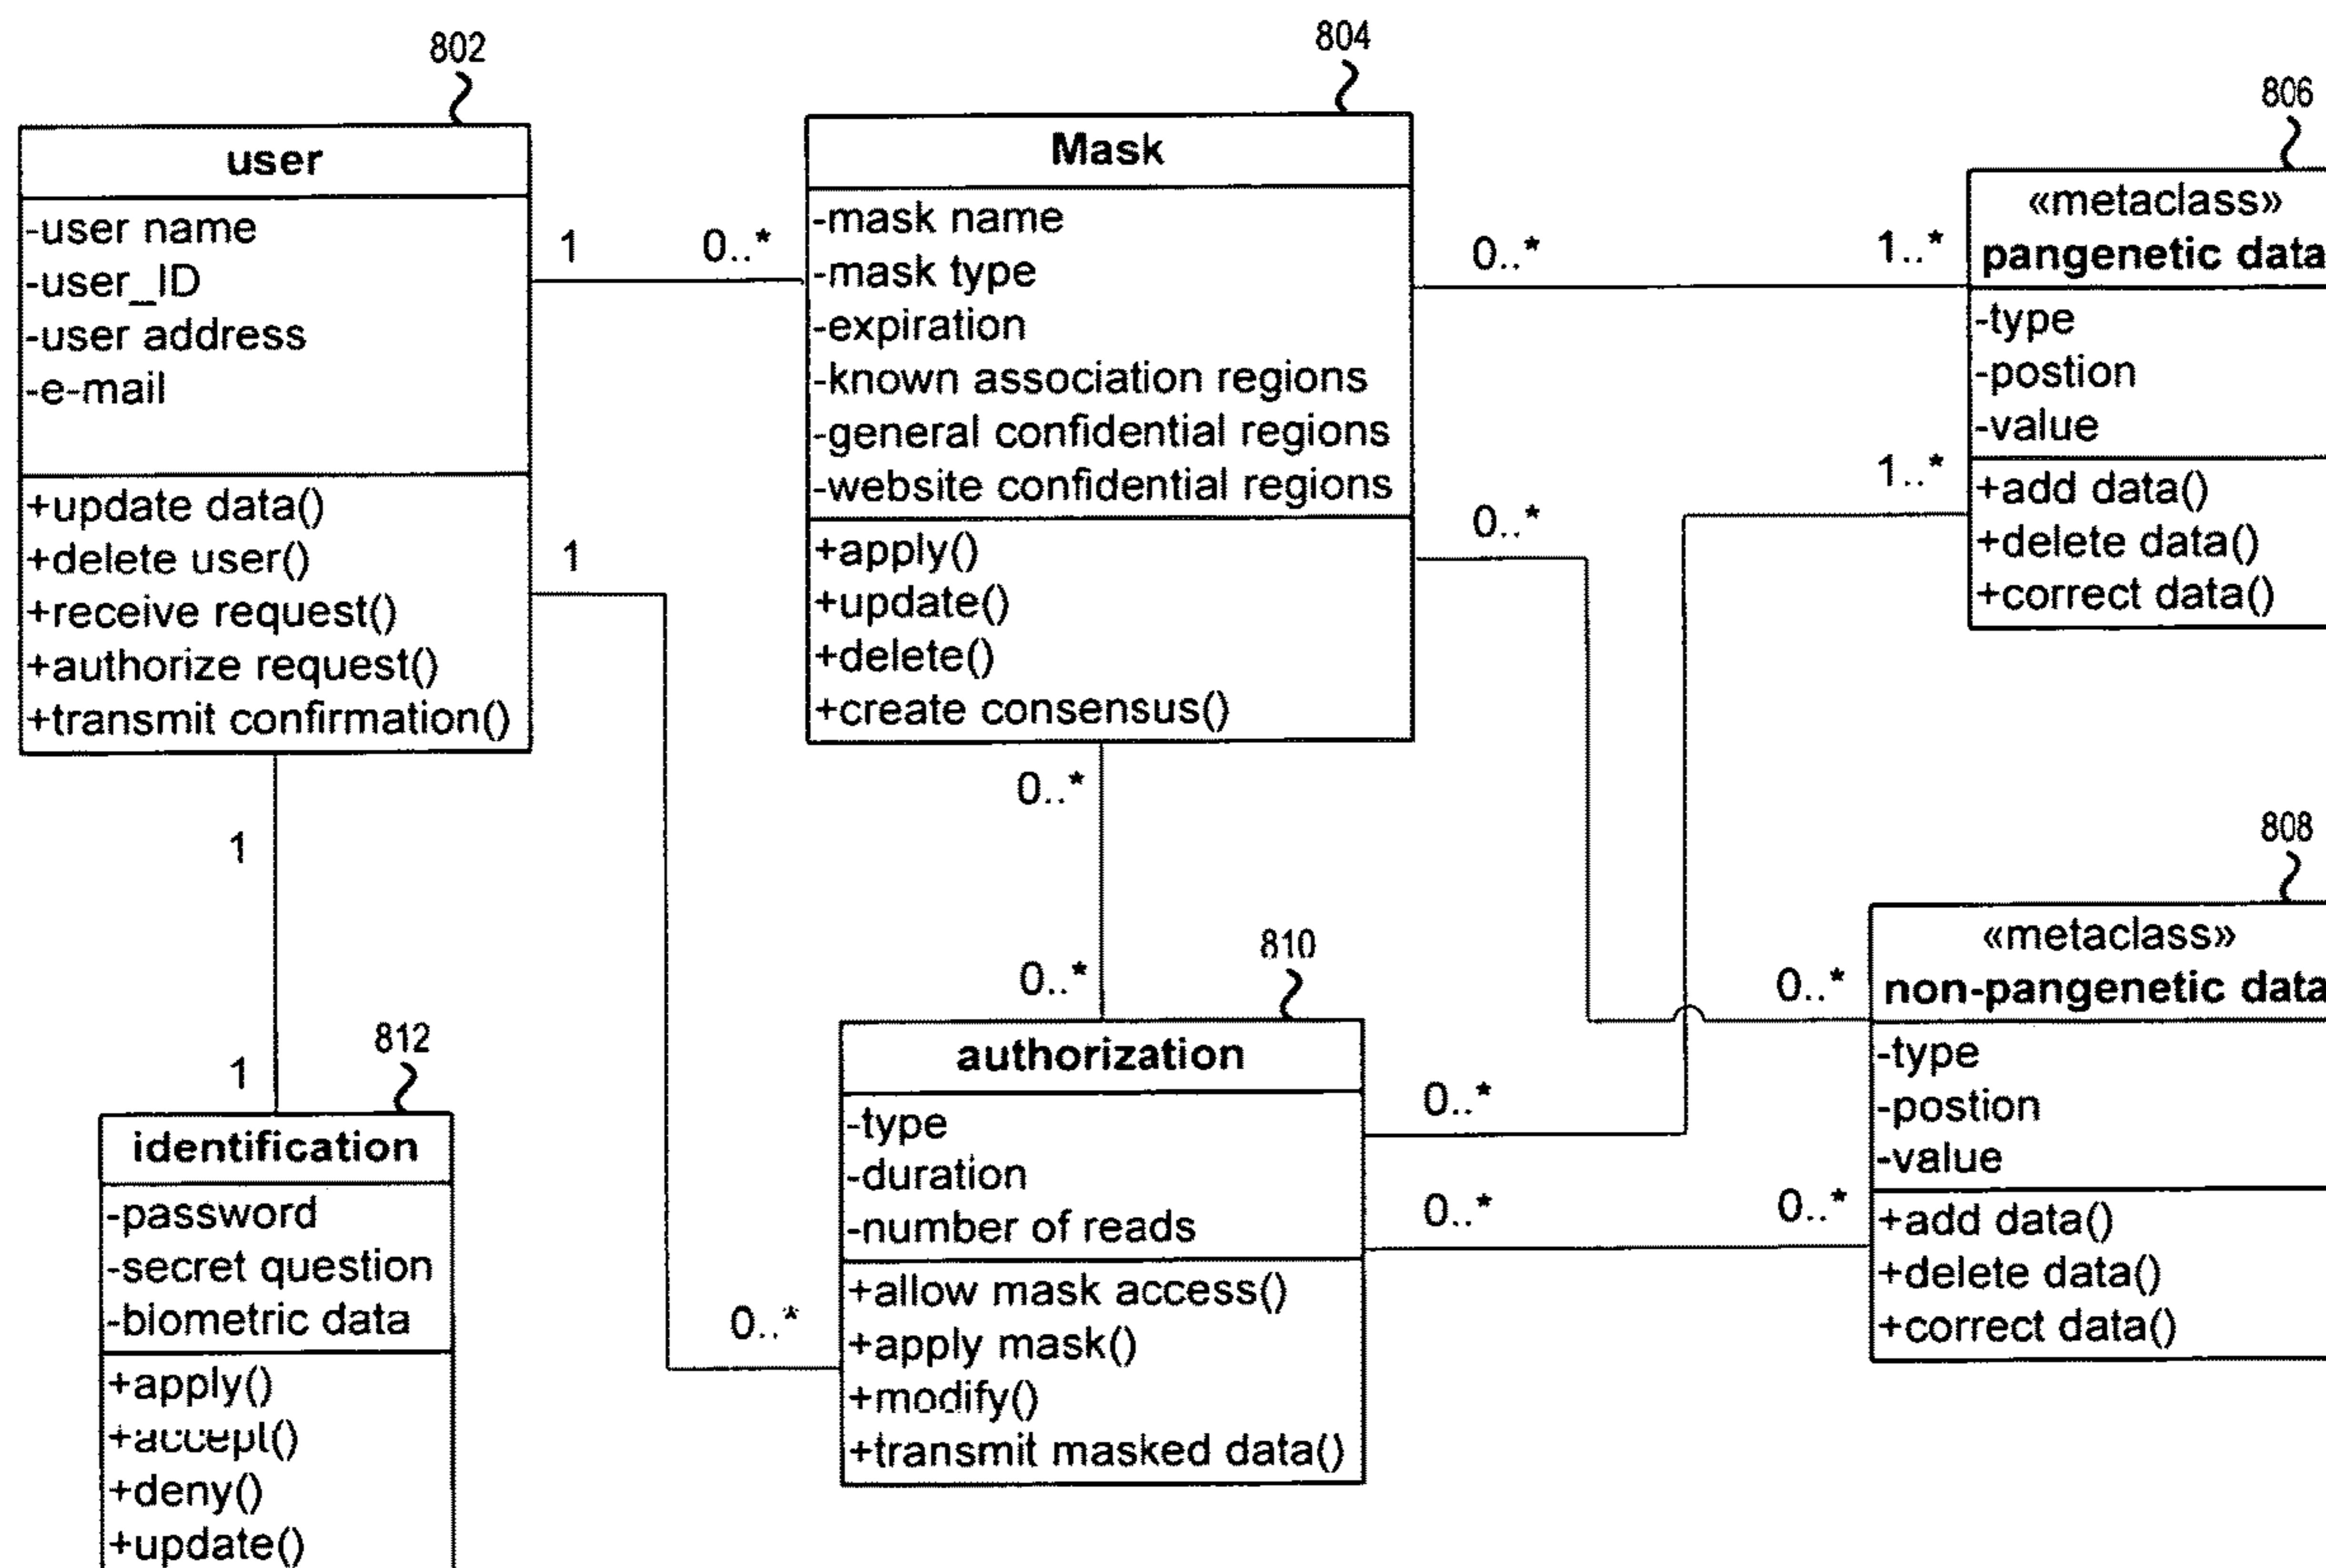 802
user
-user name
-user_ID
-user address
-e-mail
+update data()
+delete user()
+receive request()
+authorize request()
+transmit confirmation()
1
0..*
1
804
Mask
-mask name
-mask type
-expiration
-known association regions
-general confidential regions
-website confidential regions
+apply()
+update()
+delete()
+create consensus()
0..*
1..*
0..*
1..*
806
«metaclass»
pangenetic data
-type
-postion
-value
+add data()
+delete data()
+correct data()
1
1
812
identification
-password
-secret question
-biometric data
+apply()
+accept()
+deny()
+update()
0..*
0..*
0..*
810
authorization
-type
-duration
-number of reads
+allow mask access()
+apply mask()
+modify()
+transmit masked data()
0..*
0..*
0..*
0..*
808
«metaclass»
non-pangenetic data
-type
-postion
-value
+add data()
+delete data()
+correct data()